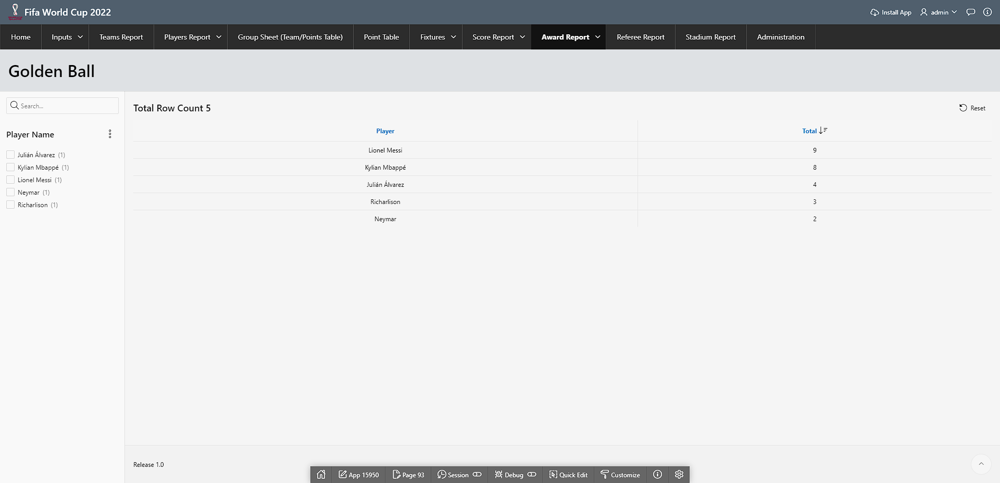 Fifa World Cup 2022
Install App
admin
Home
Inputs
Teams Report
Players Report
Group Sheet (Team/Points Table)
Point Table
Fixtures
Score Report
Award Report
Referee Report
Stadium Report
Administration
Golden Ball
Search...
Player Name
Julián Álvarez (1)
Kylian Mbappé (1)
Lionel Messi (1)
Neymar (1)
Richarlison (1)
Total Row Count 5
Reset
Player Total
Lionel Messi 9
Kylian Mbappé 8
Julián Álvarez 4
Richarlison 3
Neymar 2
Release 1.0
App 15950
Page 93
Session
Debug
Quick Edit
Customize